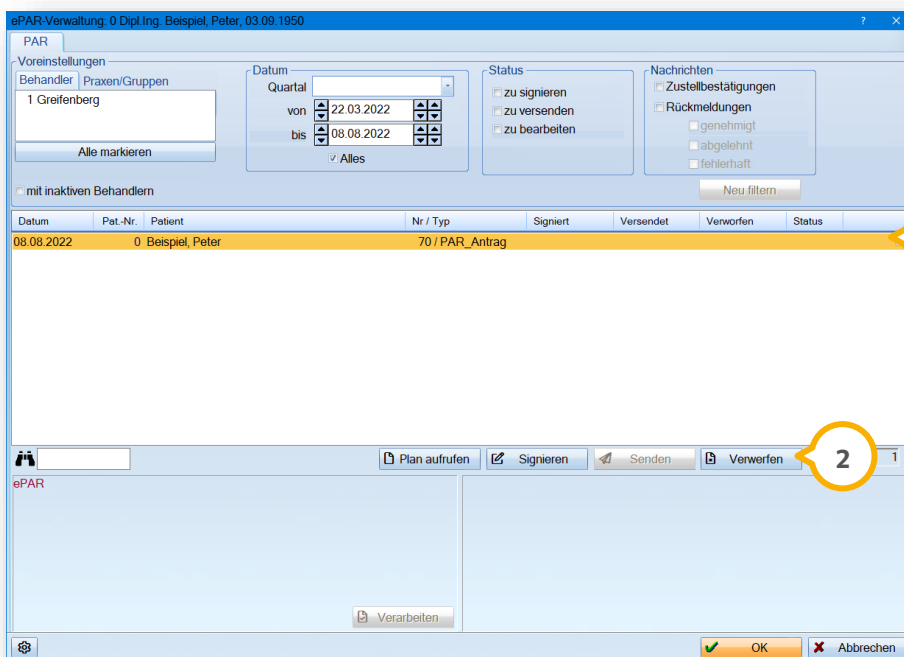 ePAR-Verwaltung: 0 Dipl.Ing. Beispiel, Peter, 03.09.1950
PAR
Voreinstellungen
Behandler Praxen/Gruppen
1 Greifenberg
Alle markieren
mit inaktiven Behandlern
Datum
Quartal
von 22.03.2022
bis 08.08.2022
Alles
Status
zu signieren
zu versenden
zu bearbeiten
Nachrichten
Zustellbestätigungen
Rückmeldungen
genehmigt
abgelehnt
fehlerhaft
Neu filtern
Datum Pat.-Nr. Patient Nr / Typ Signiert Versendet Verworfen Status
08.08.2022 0 Beispiel, Peter 70 / PAR_Antrag
Plan aufrufen Signieren Senden Verwerfen 2 1
ePAR
Verarbeiten
OK Abbrechen